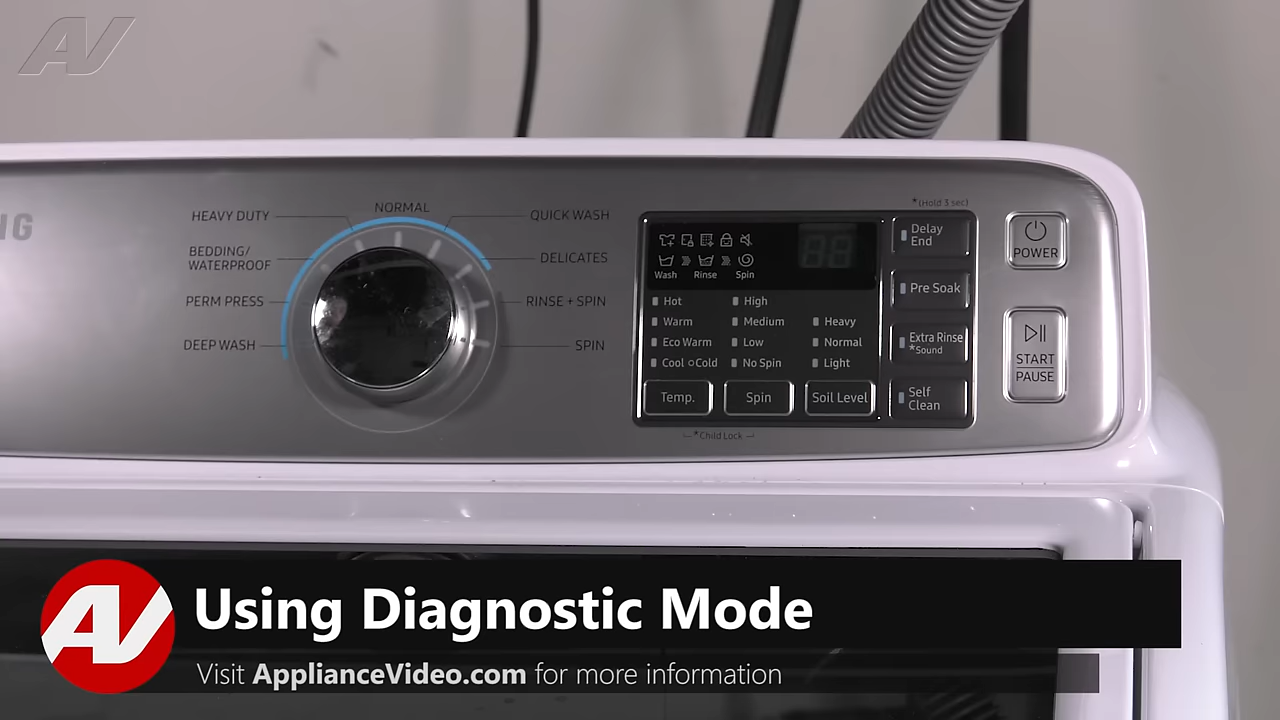 AV
NG
HEAVY DUTY
NORMAL
QUICK WASH
BEDDING/
WATERPROOF
DELICATES
PERM PRESS
RINSE + SPIN
DEEP WASH
SPIN
*(Hold 3 sec)
88
Wash Rinse Spin
Hot High
Warm Medium Heavy
Eco Warm Low Normal
Cool Cold No Spin Light
Temp. Spin Soil Level
*Child Lock
Delay
End
Pre Soak
Extra Rinse
*Sound
Self
Clean
POWER
START
PAUSE
AV
Using Diagnostic Mode
Visit ApplianceVideo.com for more information